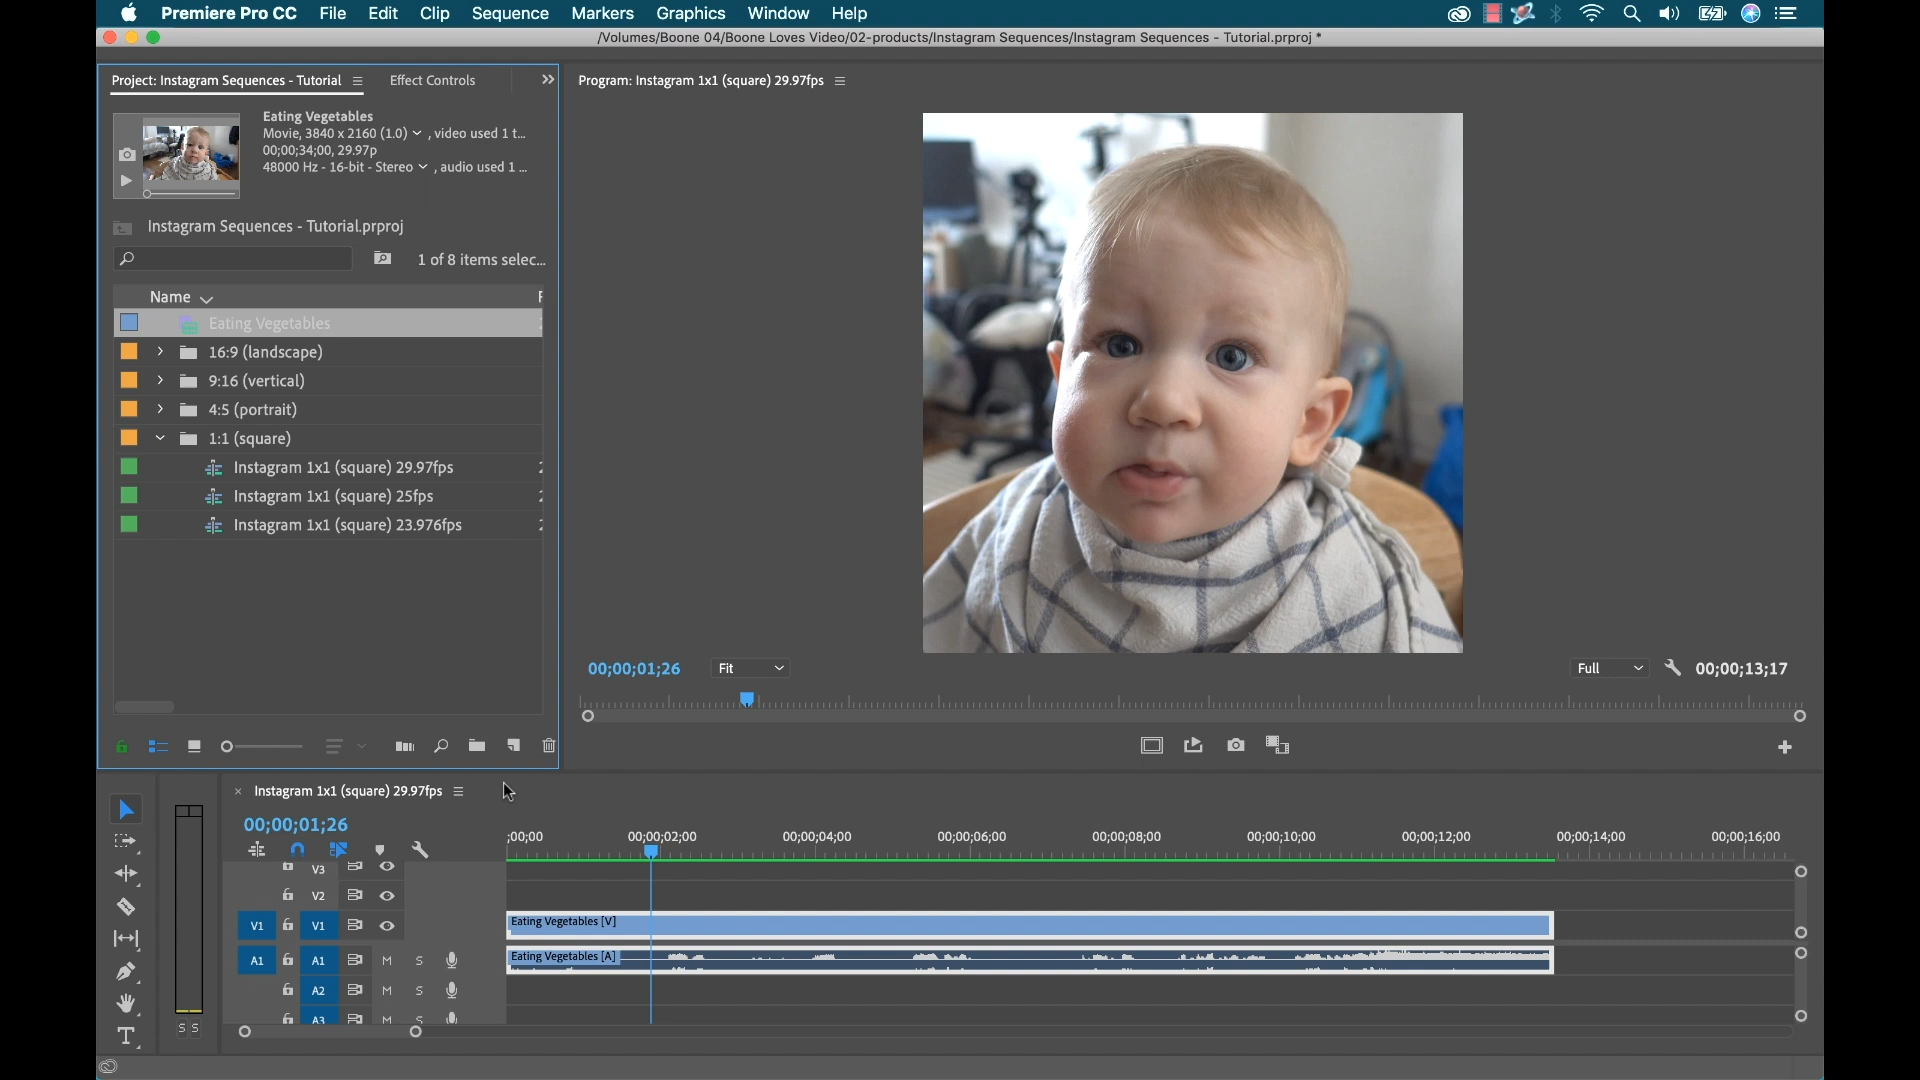 Premiere Pro CC File Edit Clip Sequence Markers Graphics Window Help
/Volumes/Boone 04/Boone Loves Video/02-products/Instagram Sequences/Instagram Sequences - Tutorial.prproj *
Project: Instagram Sequences - Tutorial Effect Controls
Program: Instagram 1x1 (square) 29.97fps
Eating Vegetables
Movie, 3840 x 2160 (1.0) , video used 1 t...
00;00;34;00, 29.97p
48000 Hz - 16-bit - Stereo , audio used 1 ...
Instagram Sequences - Tutorial.prproj
1 of 8 items selec...
Name
Eating Vegetables
16:9 (landscape)
9:16 (vertical)
4:5 (portrait)
1:1 (square)
Instagram 1x1 (square) 29.97fps
Instagram 1x1 (square) 25fps
Instagram 1x1 (square) 23.976fps
00;00;01;26 Fit Full 00;00;13;17
Instagram 1x1 (square) 29.97fps
00;00;01;26
;00;00 00;00;02;00 00;00;04;00 00;00;06;00 00;00;08;00 00;00;10;00 00;00;12;00 00;00;14;00 00;00;16;00
V3
V2
V1 V1 Eating Vegetables [V]
A1 A1 M S Eating Vegetables [A]
A2 M S
A3 M S
S S